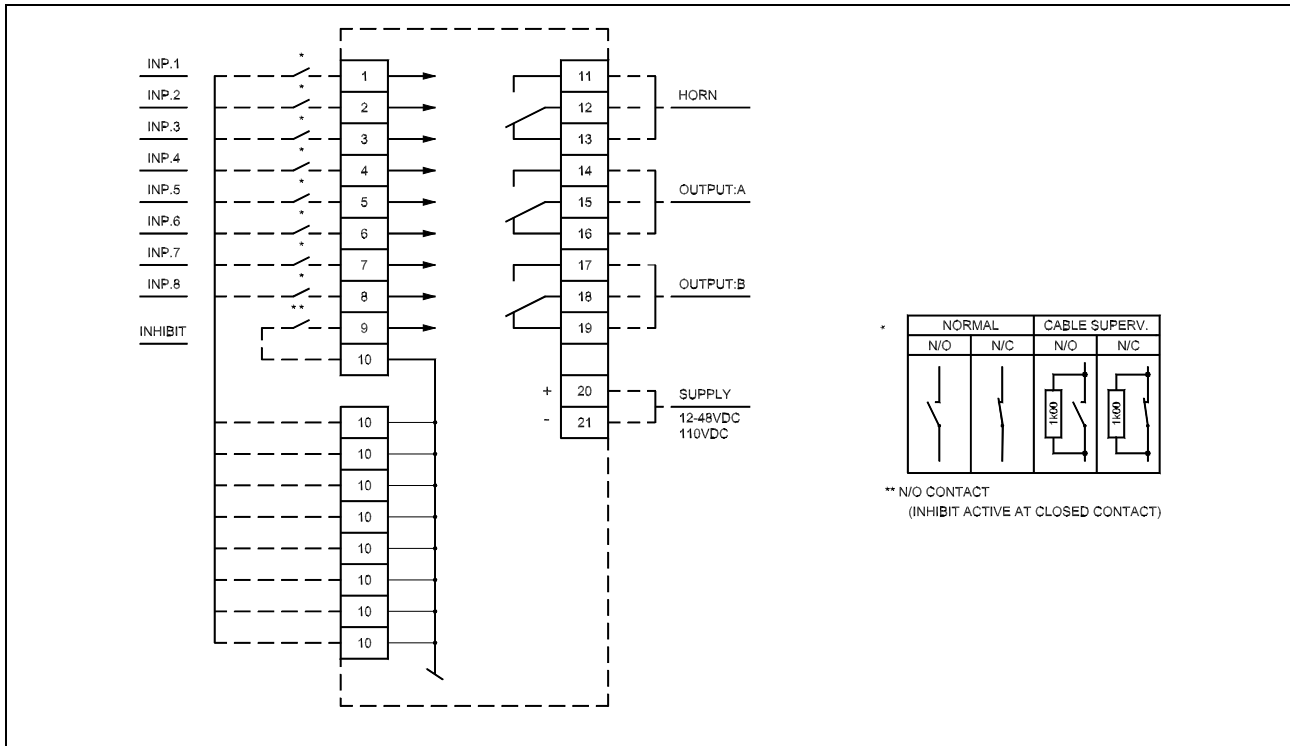 INP.1
INP.2
INP.3
INP.4
INP.5
INP.6
INP.7
INP.8
INHIBIT
*
*
*
*
*
*
*
*
**
1
2
3
4
5
6
7
8
9
10
10
10
10
10
10
10
10
10
11
12
13
14
15
16
17
18
19
20
21
+
-
HORN
OUTPUT:A
OUTPUT:B
SUPPLY
12-48VDC
110VDC
*
NORMAL CABLE SUPERV.
N/O N/C N/O N/C
1k00 1k00
** N/O CONTACT
(INHIBIT ACTIVE AT CLOSED CONTACT)